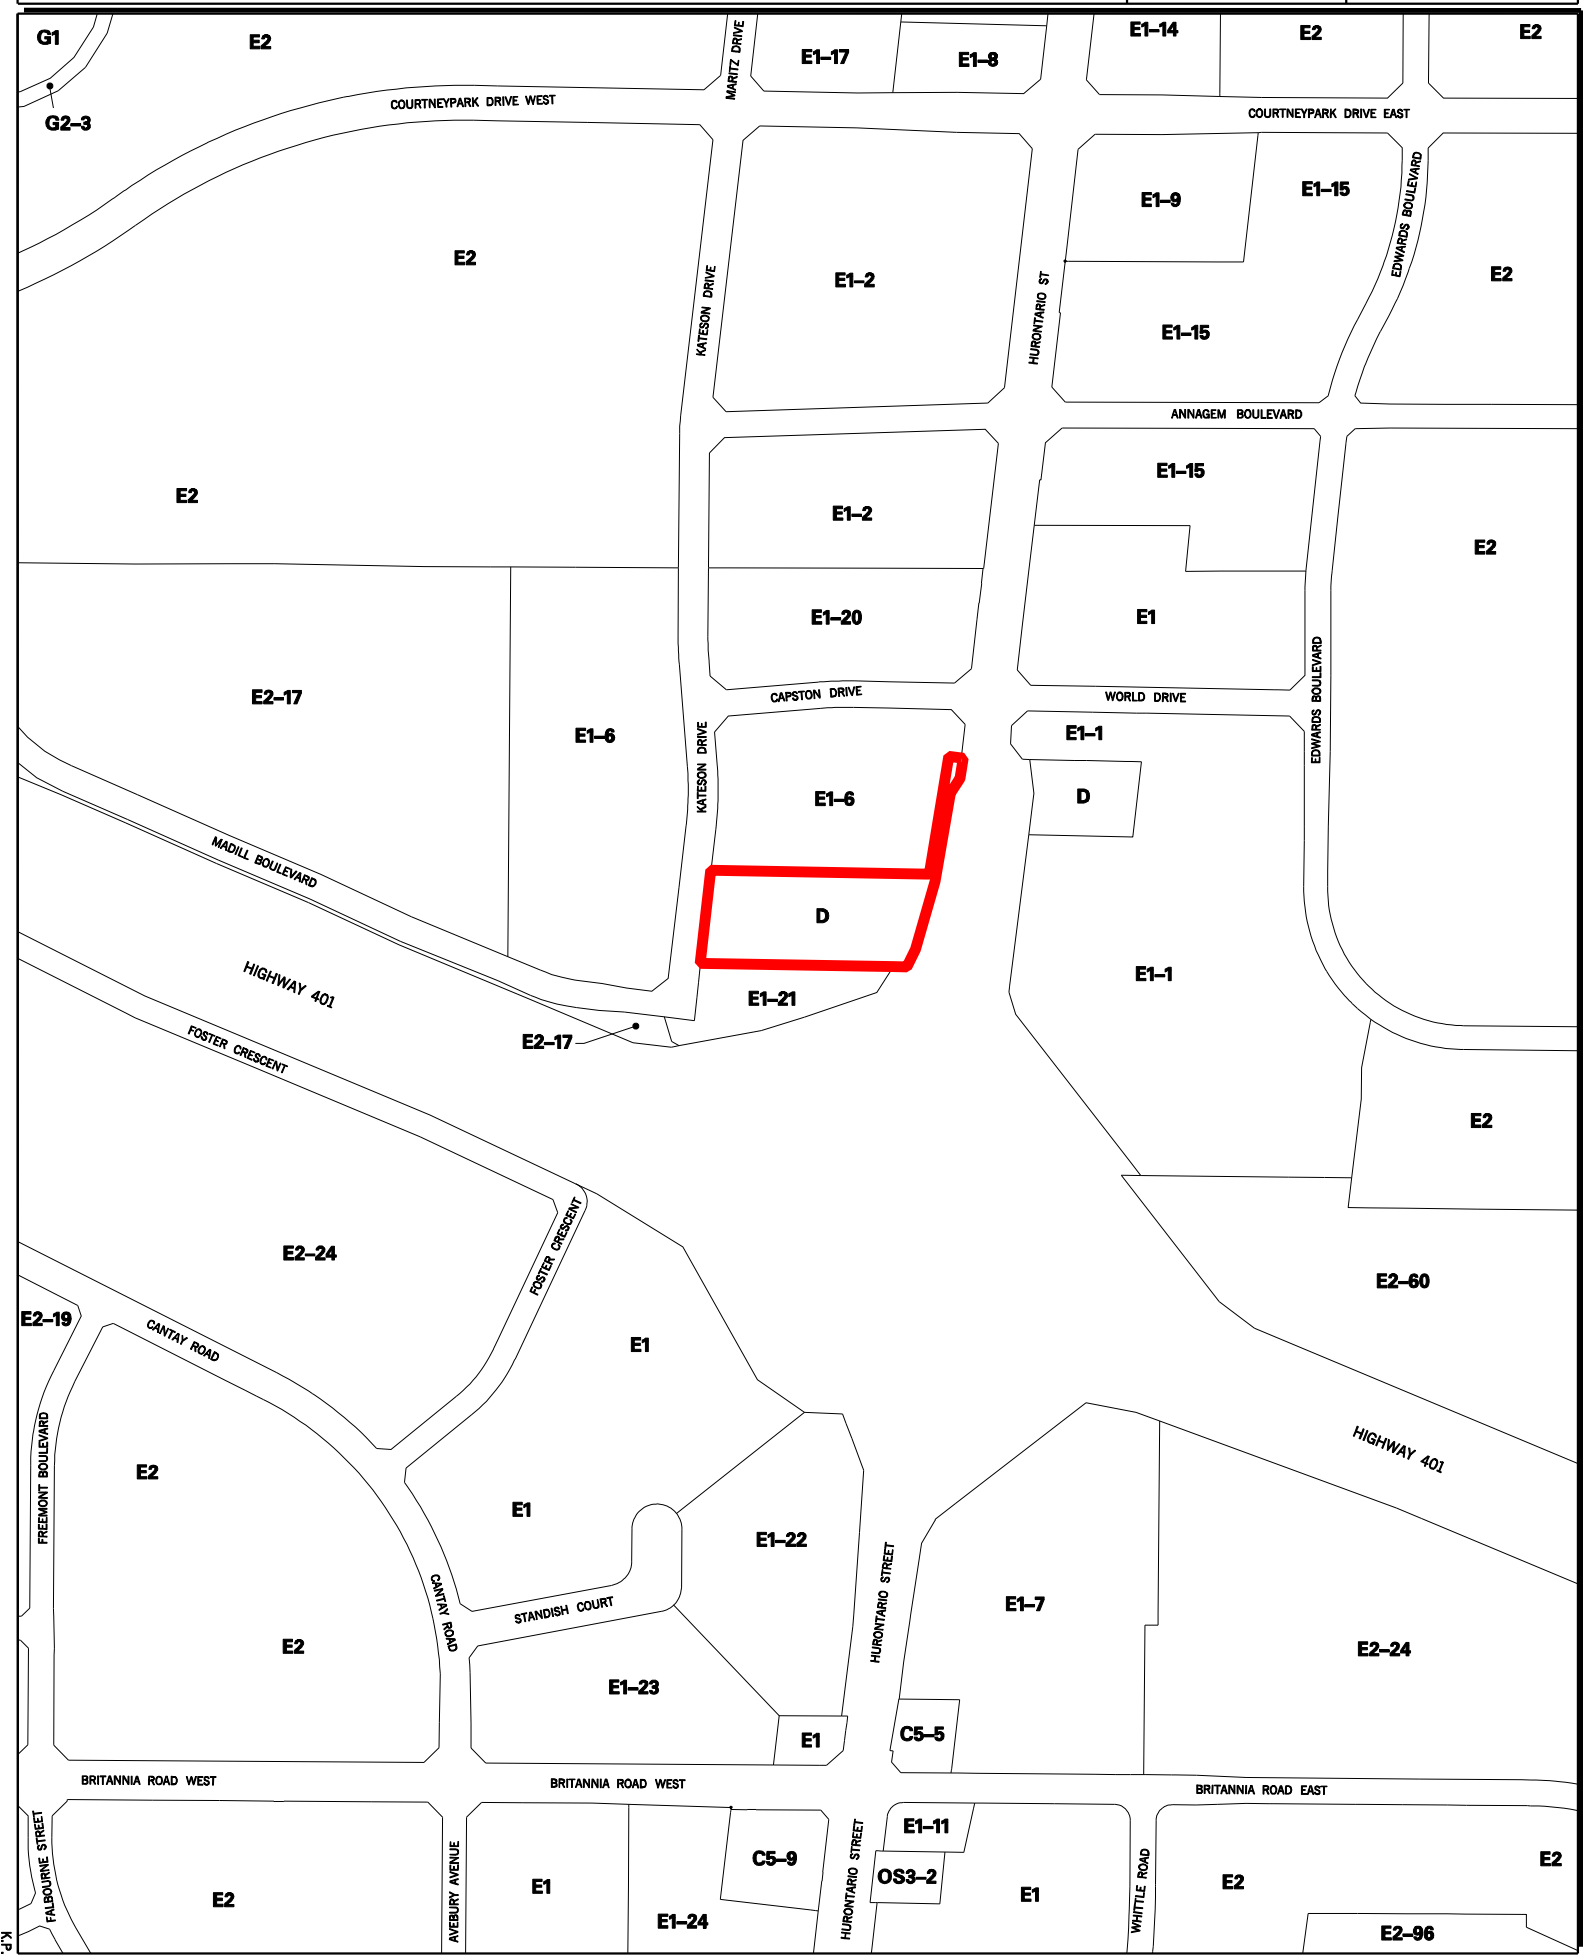 G1
E2
MARITZ DRIVE
E1–17
E1–8
E1–14
E2
E2
G2–3
COURTNEYPARK DRIVE WEST
COURTNEYPARK DRIVE EAST
E1–9
E1–15
EDWARDS BOULEVARD
E2
E2
E1–2
KATESON DRIVE
HURONTARIO ST
E1–15
ANNAGEM BOULEVARD
E2
E1–2
E1–15
E2
E1–20
E1
E2–17
E1–6
CAPSTON DRIVE
WORLD DRIVE
EDWARDS BOULEVARD
KATESON DRIVE
E1–1
E1–6
D
MADILL BOULEVARD
D
HIGHWAY 401
E1–21
E1–1
E2–17
FOSTER CRESCENT
E2
E2–24
FOSTER CRESCENT
E2–60
E2–19
CANTAY ROAD
E1
HIGHWAY 401
FREEMONT BOULEVARD
E2
E1
E1–22
HURONTARIO STREET
E1–7
CANTAY ROAD
STANDISH COURT
E2
E2–24
E1–23
E1
C5–5
BRITANNIA ROAD WEST
BRITANNIA ROAD WEST
BRITANNIA ROAD EAST
FALBOURNE STREET
E2
AVEBURY AVENUE
E1
E1–24
C5–9
HURONTARIO STREET
E1–11
OS3–2
E1
WHITTLE ROAD
E2
E2
E2–96
K.P.